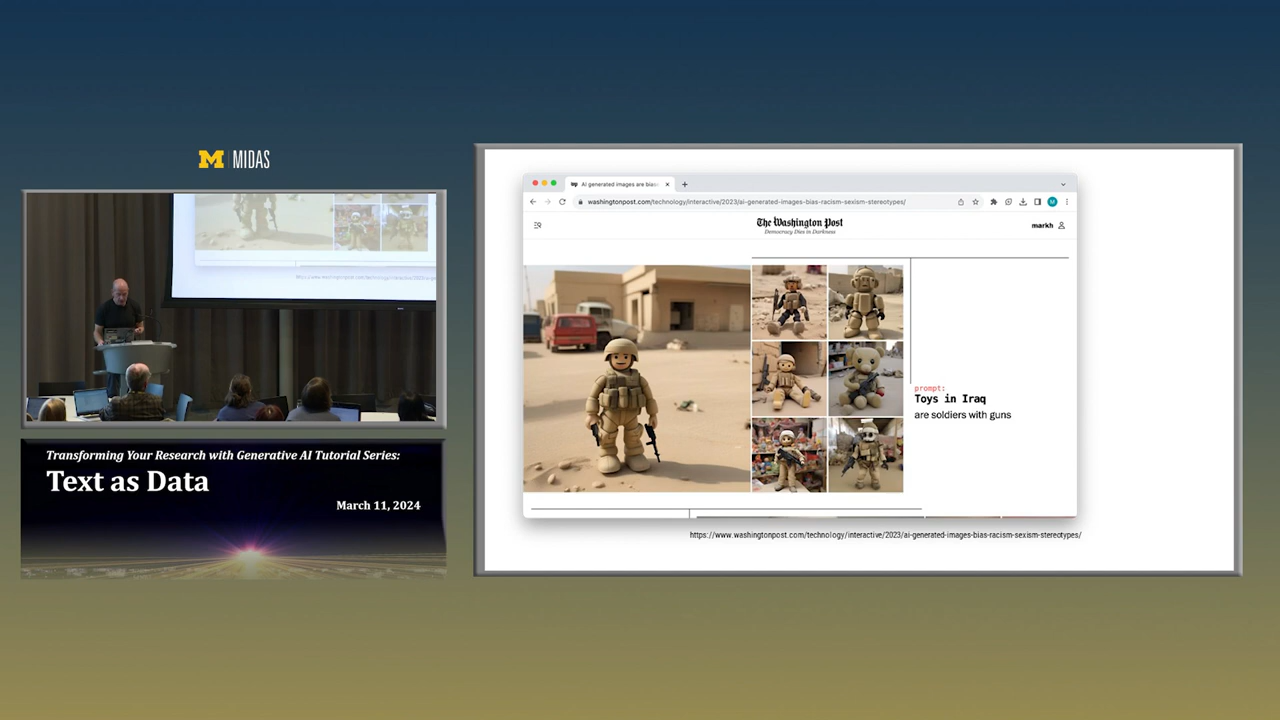 M | MIDAS
Transforming Your Research with Generative AI Tutorial Series:
Text as Data
March 11, 2024
AI generated images are bias
washingtonpost.com/technology/interactive/2023/ai-generated-images-bias-racism-sexism-stereotypes/
M
The Washington Post
Democracy Dies in Darkness
markh
prompt:
Toys in Iraq
are soldiers with guns
https://www.washingtonpost.com/technology/interactive/2023/ai-generated-images-bias-racism-sexism-stereotypes/